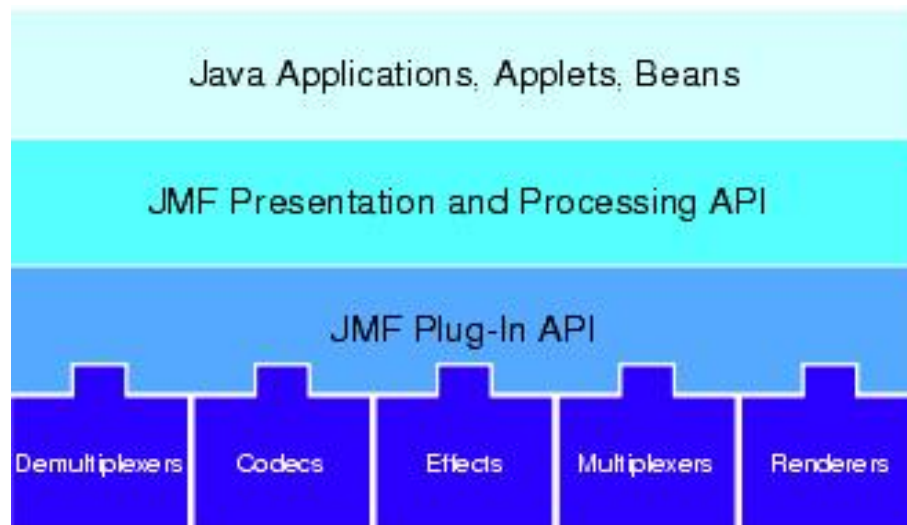 Java Applications, Applets, Beans
JMF Presentation and Processing API
JMF Plug-In API
Demultiplexers
Codecs
Effects
Multiplexers
Renderers